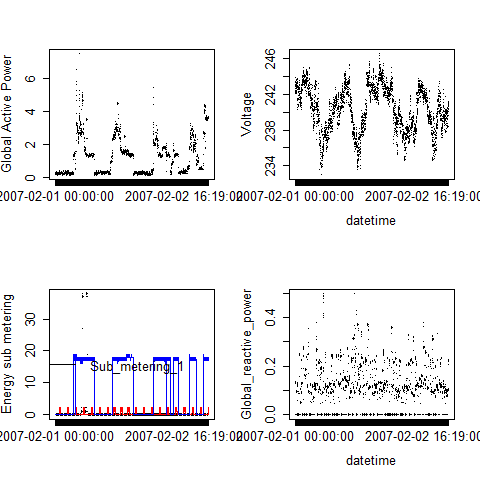 Global Active Power
0 2 4 6
2007-02-01 00:00:00 2007-02-02 16:19:00
Voltage
234 238 242 246
2007-02-01 00:00:00 2007-02-02 16:19:00
datetime
Energy sub metering
0 10 20 30
Sub_metering_1
2007-02-01 00:00:00 2007-02-02 16:19:00
Global_reactive_power
0.0 0.2 0.4
2007-02-01 00:00:00 2007-02-02 16:19:00
datetime